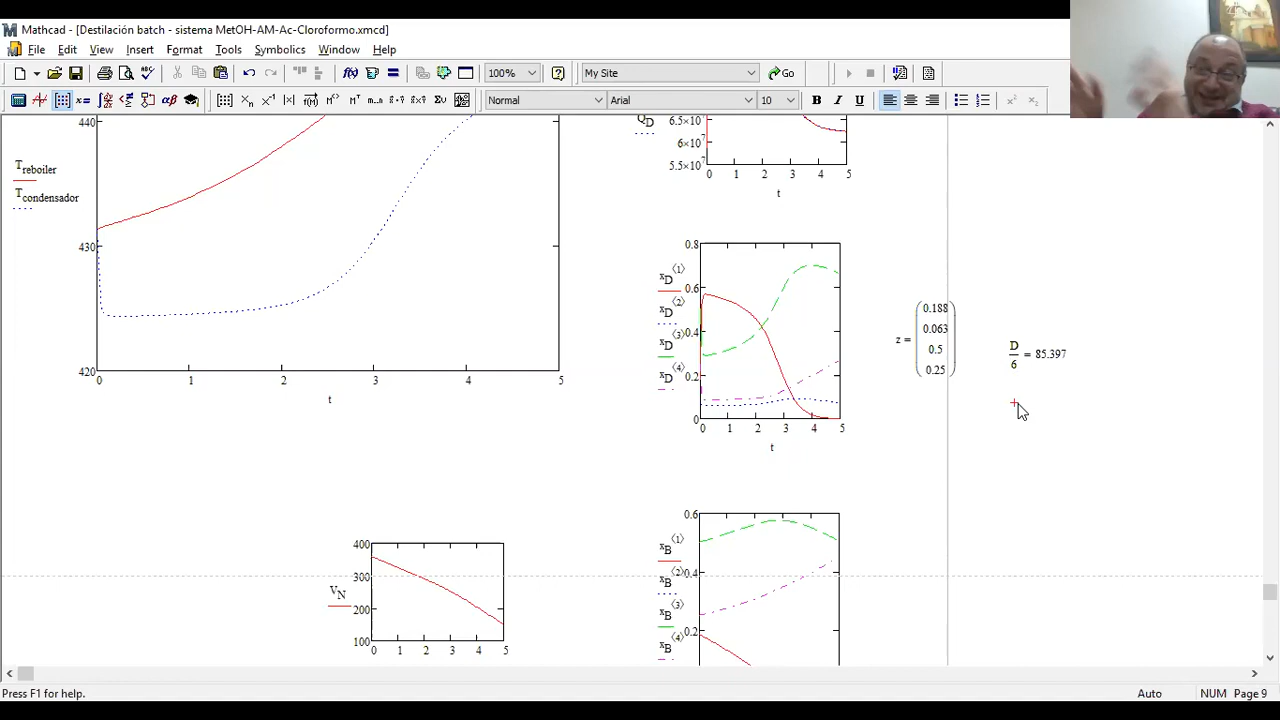 Mathcad - [Destilación batch - sistema MetOH-AM-Ac-Cloroformo.xmcd]
File Edit View Insert Format Tools Symbolics Window Help
100% My Site Go
Normal Arial 10 B I U
440
430
420
T reboiler
T condensador
0 1 2 3 4 5
t
Q D
6.5×10^7
6×10^7
5.5×10^7
0 1 2 3 4 5
t
x D ⟨1⟩
x D ⟨2⟩
x D ⟨3⟩
x D ⟨4⟩
0.8
0.6
0.4
0.2
0
0 1 2 3 4 5
t
z =
0.188
0.063
0.5
0.25
D/6 = 85.397
V N
400
300
200
100
0 1 2 3 4 5
x B ⟨1⟩
x B ⟨2⟩
x B ⟨3⟩
x B ⟨4⟩
0.6
0.4
0.2
Press F1 for help.
Auto NUM Page 9